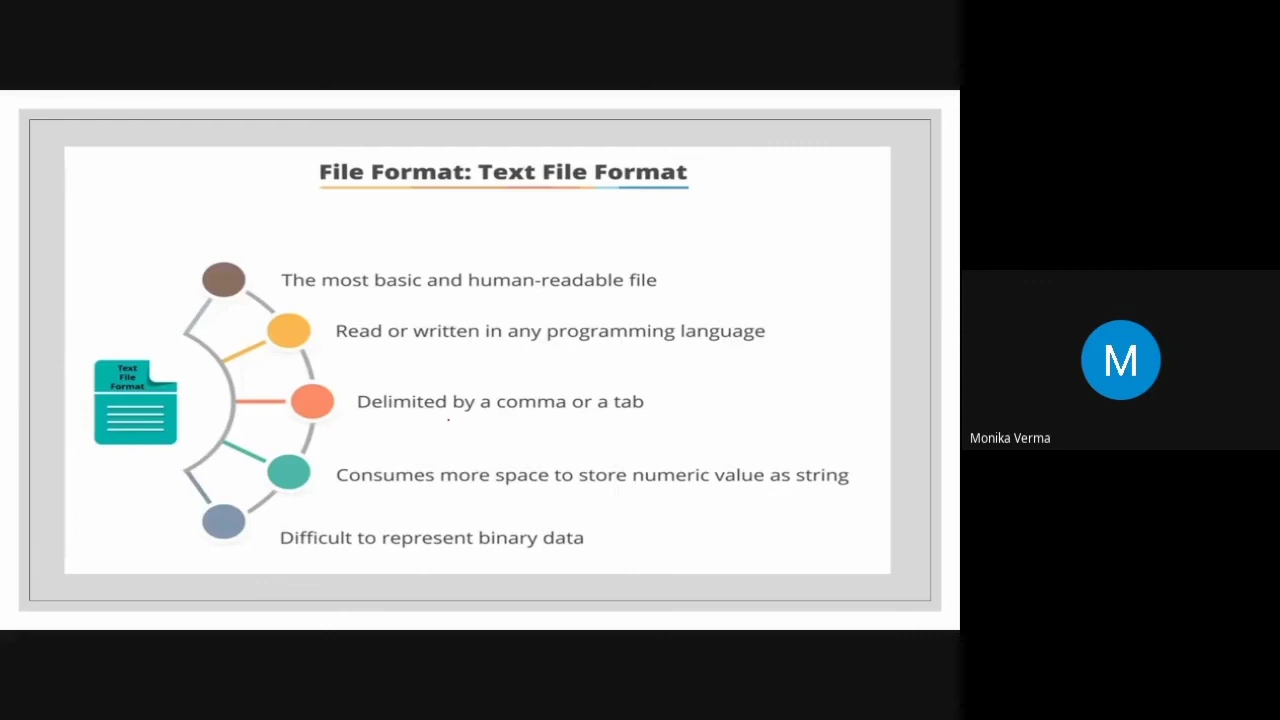 File Format: Text File Format
The most basic and human-readable file
Read or written in any programming language
Text
File
Format
Delimited by a comma or a tab
Consumes more space to store numeric value as string
Difficult to represent binary data
M
Monika Verma